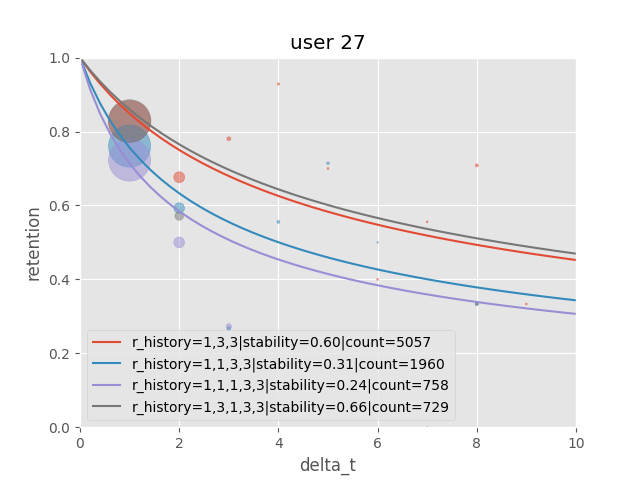 user 27
1.0
0.8
0.6
0.4
0.2
0.0
retention
r_history=1,3,3|stability=0.60|count=5057
r_history=1,1,3,3|stability=0.31|count=1960
r_history=1,1,1,3,3|stability=0.24|count=758
r_history=1,3,1,3,3|stability=0.66|count=729
0 2 4 6 8 10
delta_t